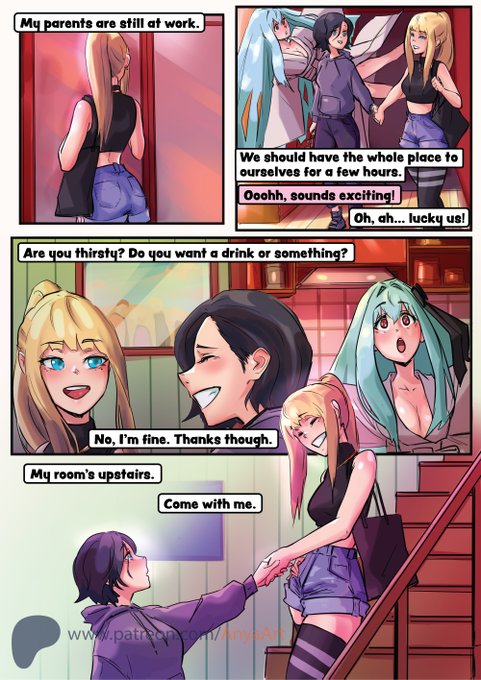 My parents are still at work.
We should have the whole place to
ourselves for a few hours.
Ooohh, sounds exciting!
Oh, ah... lucky us!
Are you thirsty? Do you want a drink or something?
No, I'm fine. Thanks though.
My room's upstairs.
Come with me.
www.patreon.com/AnyaArt